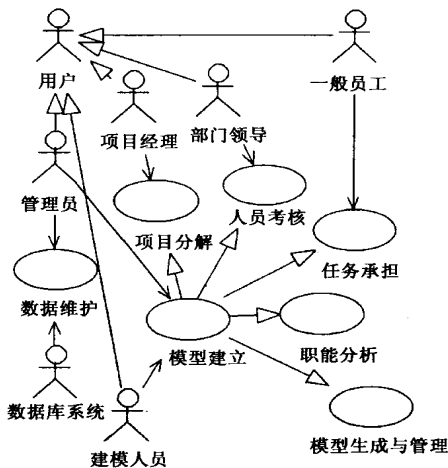 用户
一般员工
项目经理
部门领导
管理员
项目分解
人员考核
任务承担
数据维护
模型建立
职能分析
数据库系统
建模人员
模型生成与管理